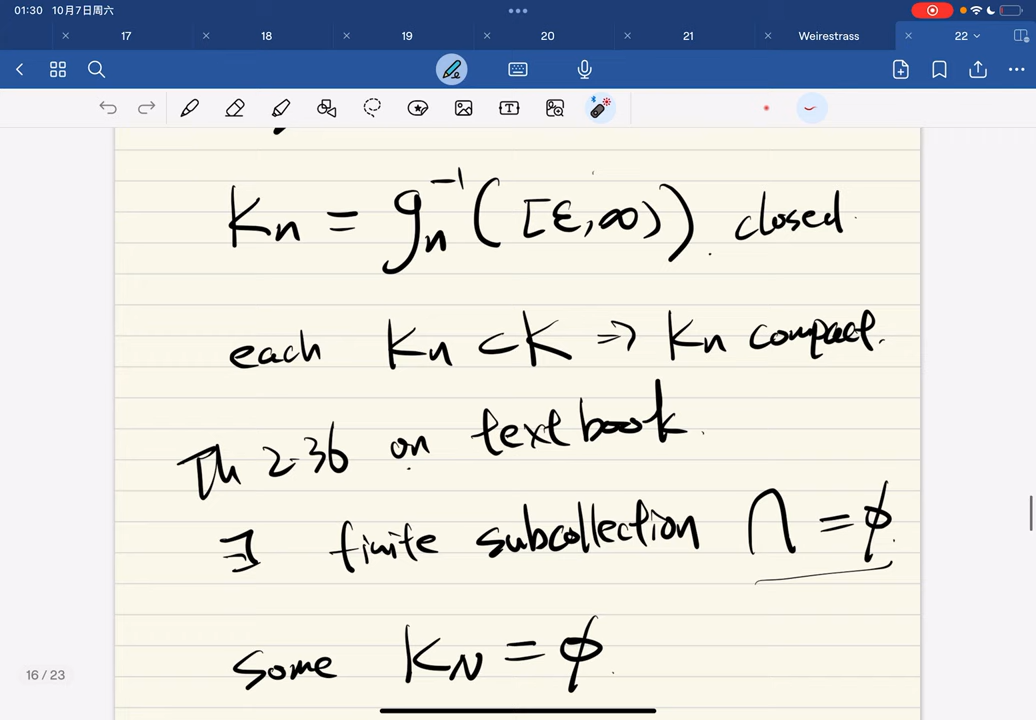 01:30 10月7日周六
17 18 19 20 21 Weirestrass 22
Kn = gn⁻¹([ε,∞)). closed.
each Kn ⊂ K ⇒ Kn compact.
Th 2.36 on textbook.
∃ finite subcollection ∩ = ϕ.
some KN = ϕ.
16 / 23